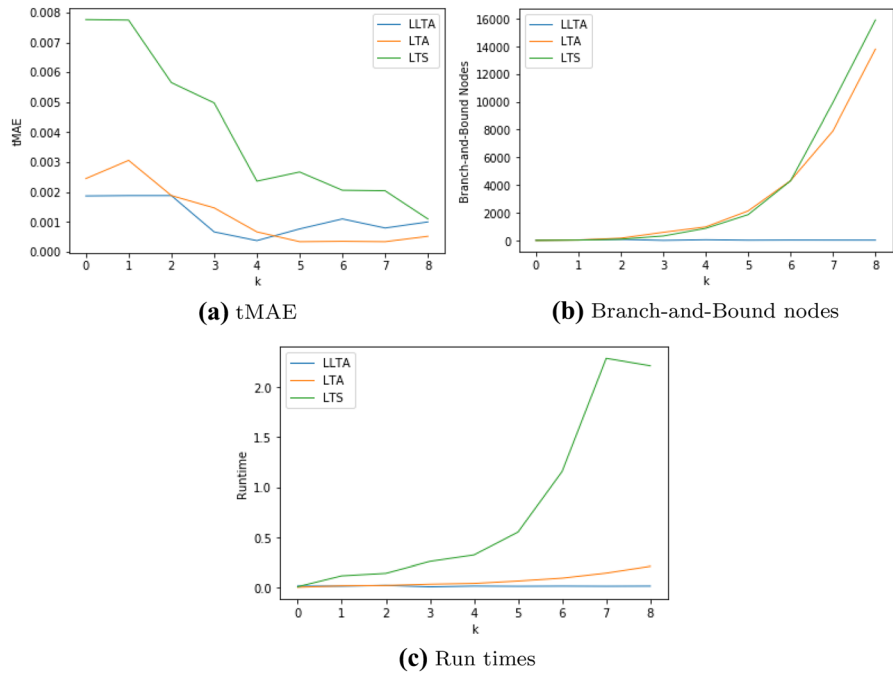 0.008
0.007
0.006
0.005
0.004
0.003
0.002
0.001
0.000
tMAE
LLTA
LTA
LTS
0 1 2 3 4 5 6 7 8
k
(a) tMAE
16000
14000
12000
10000
8000
6000
4000
2000
0
Branch-and-Bound Nodes
LLTA
LTA
LTS
0 1 2 3 4 5 6 7 8
k
(b) Branch-and-Bound nodes
2.0
1.5
1.0
0.5
0.0
Runtime
LLTA
LTA
LTS
0 1 2 3 4 5 6 7 8
k
(c) Run times